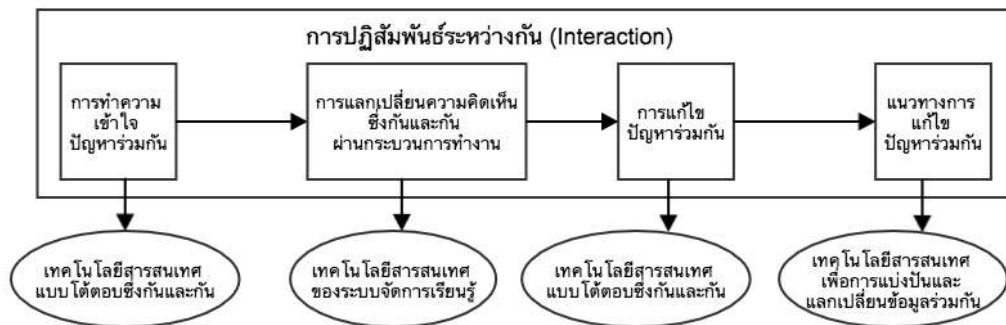 การปฏิสัมพันธ์ระหว่างกัน (Interaction)
การทำความ
เข้าใจ
ปัญหาร่วมกัน
การแลกเปลี่ยนความคิดเห็น
ซึ่งกันและกัน
ผ่านกระบวนการทำงาน
การแก้ไข
ปัญหาร่วมกัน
แนวทางการ
แก้ไข
ปัญหาร่วมกัน
เทคโนโลยีสารสนเทศ
แบบโต้ตอบซึ่งกันและกัน
เทคโนโลยีสารสนเทศ
ของระบบจัดการเรียนรู้
เทคโนโลยีสารสนเทศ
แบบโต้ตอบซึ่งกันและกัน
เทคโนโลยีสารสนเทศ
เพื่อการแบ่งปันและ
แลกเปลี่ยนข้อมูลร่วมกัน